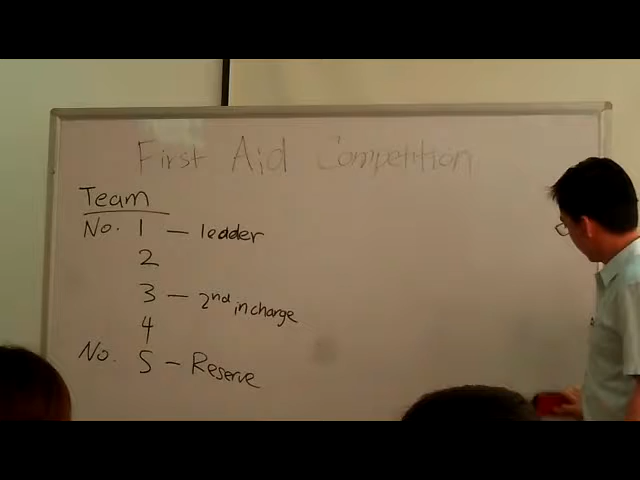 First Aid Competition
Team
No. 1 — leader
2
3 — 2nd in charge
4
No. 5 — Reserve